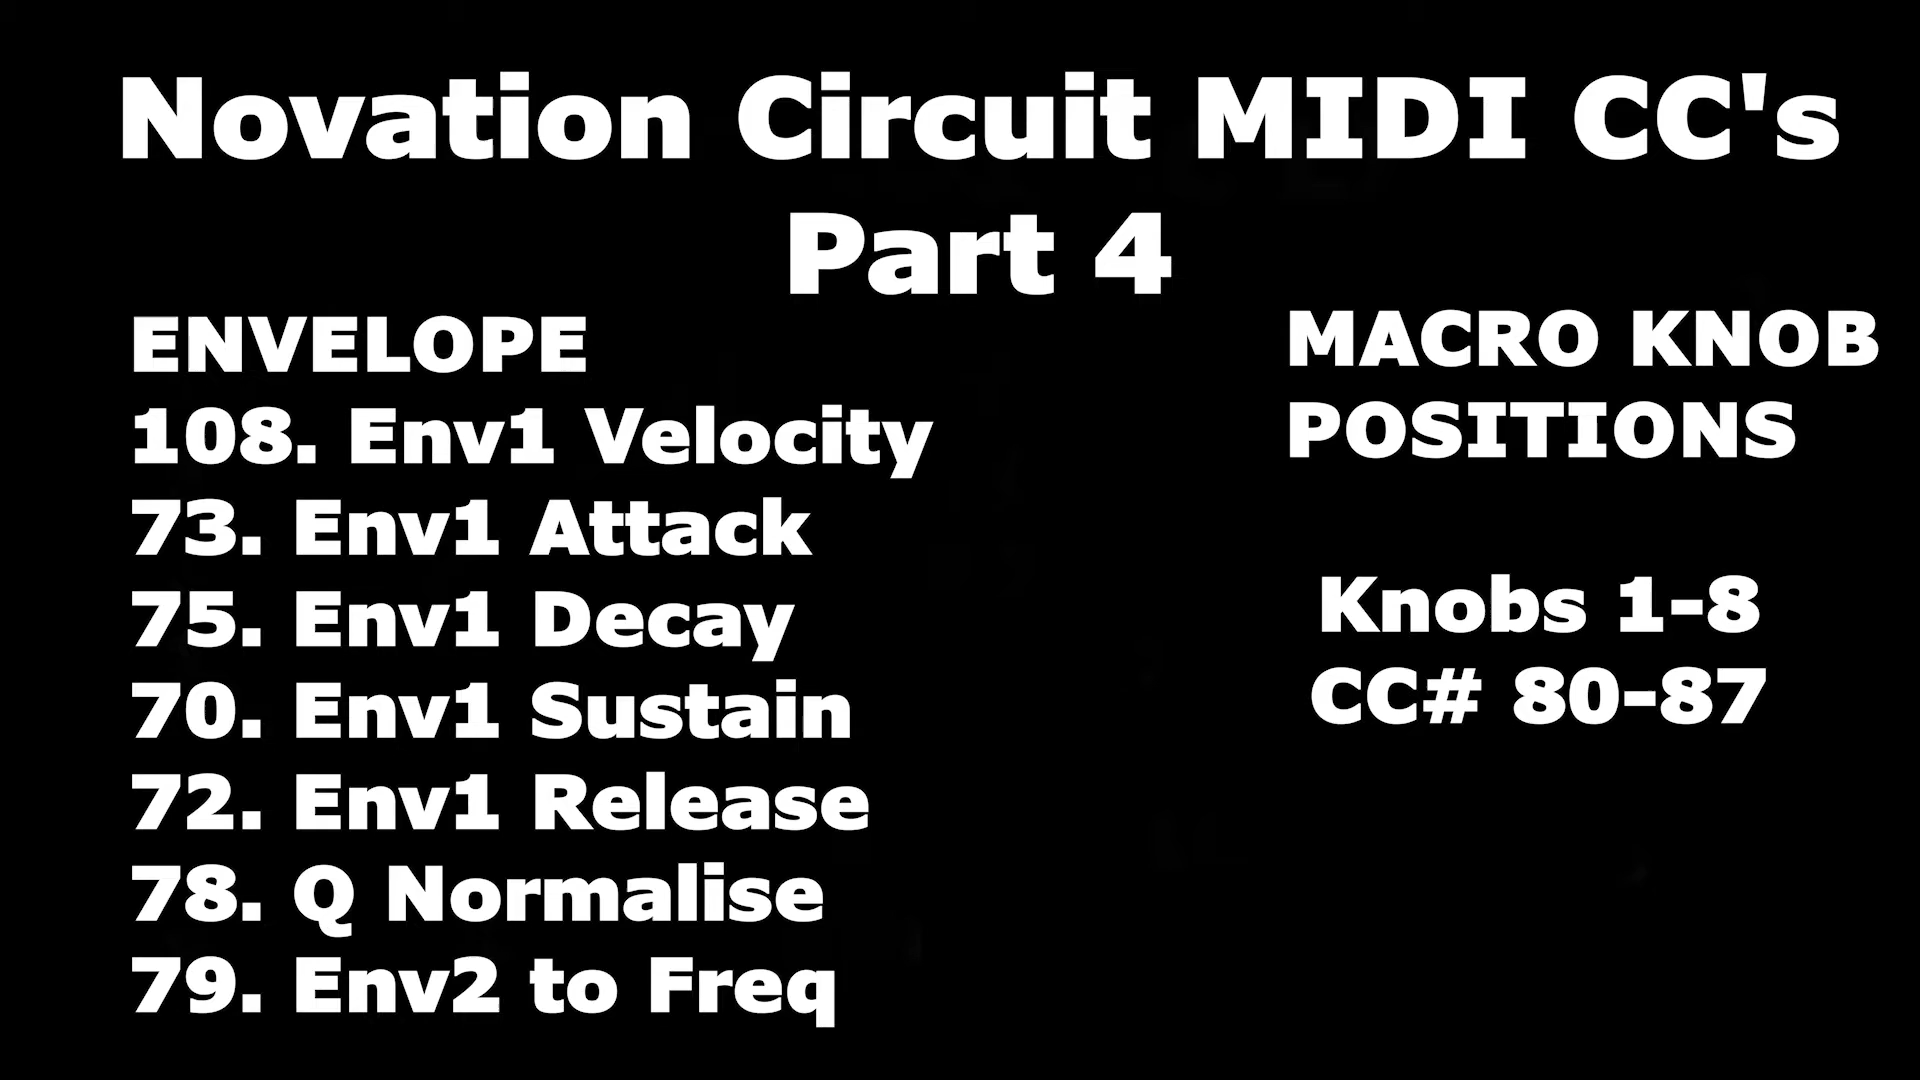 Novation Circuit MIDI CC's
Part 4
ENVELOPE
108. Env1 Velocity
73. Env1 Attack
75. Env1 Decay
70. Env1 Sustain
72. Env1 Release
78. Q Normalise
79. Env2 to Freq
MACRO KNOB
POSITIONS
Knobs 1-8
CC# 80-87